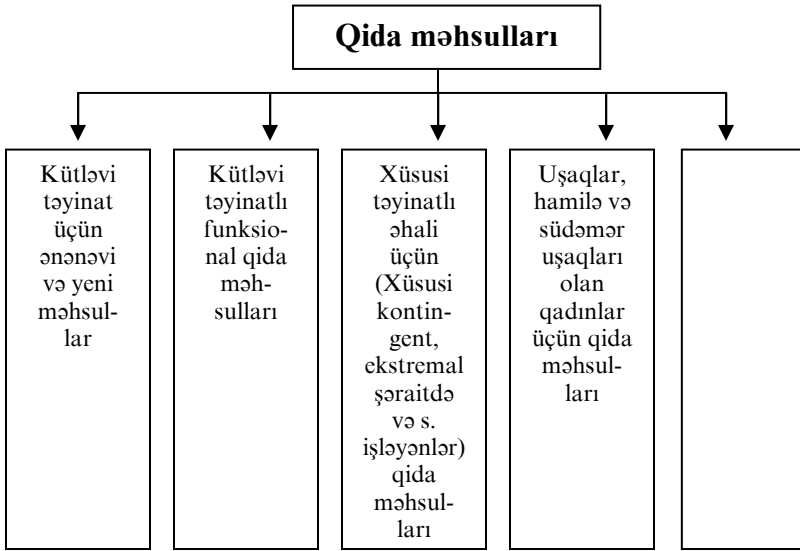 Qida məhsulları
Kütləvi
təyinat
üçün
ənənəvi
və yeni
məhsul-
lar
Kütləvi
təyinatlı
funksio-
nal qida
məh-
sulları
Xüsusi
təyinatlı
əhali
üçün
(Xüsusi
kontin-
gent,
ekstremal
şəraitdə
və s.
işləyənlər)
qida
məhsul-
ları
Uşaqlar,
hamilə və
südəmər
uşaqları
olan
qadınlar
üçün qida
məhsul-
ları